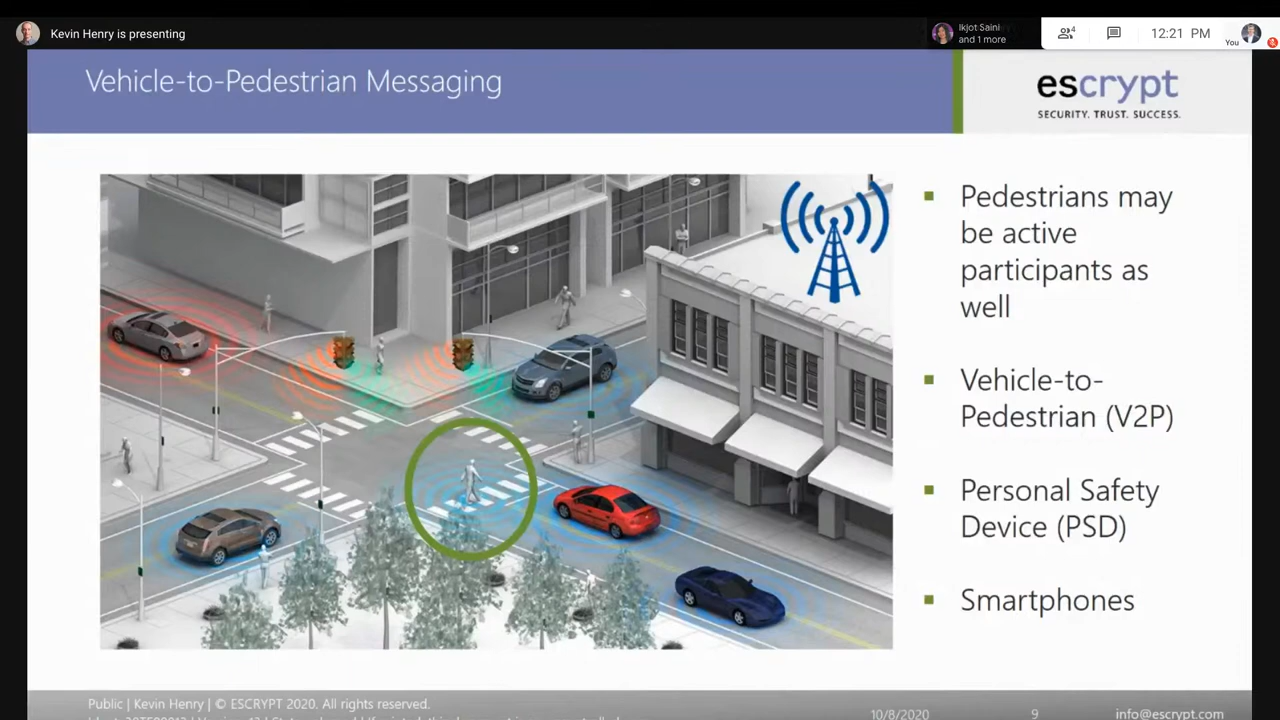 Kevin Henry is presenting
Ikjot Saini
and 1 more
4
12:21 PM
You
Vehicle-to-Pedestrian Messaging
escrypt
SECURITY. TRUST. SUCCESS.
Pedestrians may
be active
participants as
well
Vehicle-to-
Pedestrian (V2P)
Personal Safety
Device (PSD)
Smartphones
Public | Kevin Henry | © ESCRYPT 2020. All rights reserved.
10/8/2020
9
info@escrypt.com